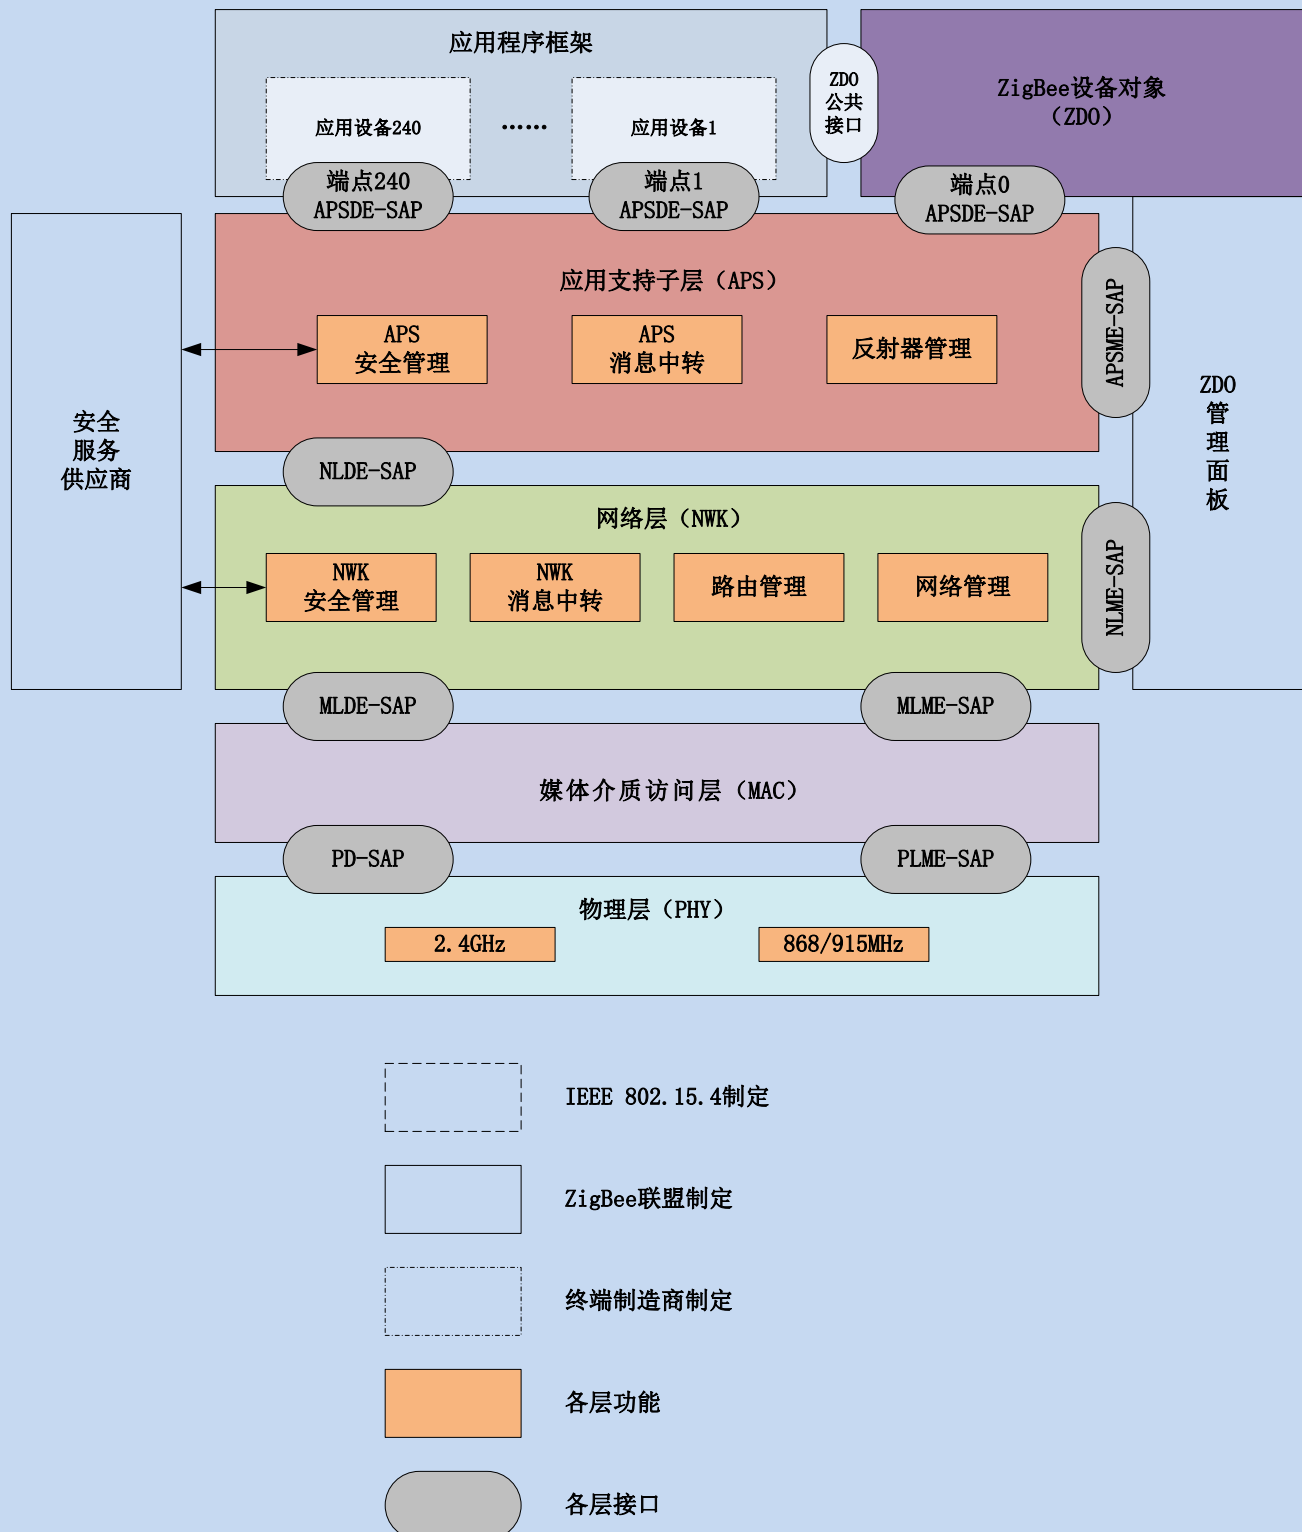 应用程序框架
应用设备240
······
应用设备1
ZDO
公共
接口
ZigBee设备对象
（ZDO）
端点240
APSDE-SAP
端点1
APSDE-SAP
端点0
APSDE-SAP
应用支持子层（APS）
APS
安全管理
APS
消息中转
反射器管理
APSME-SAP
安全
服务
供应商
ZDO
管
理
面
板
NLDE-SAP
网络层（NWK）
NWK
安全管理
NWK
消息中转
路由管理
网络管理
NLME-SAP
MLDE-SAP
MLME-SAP
媒体介质访问层（MAC）
PD-SAP
PLME-SAP
物理层（PHY）
2.4GHz
868/915MHz
IEEE 802.15.4制定
ZigBee联盟制定
终端制造商制定
各层功能
各层接口